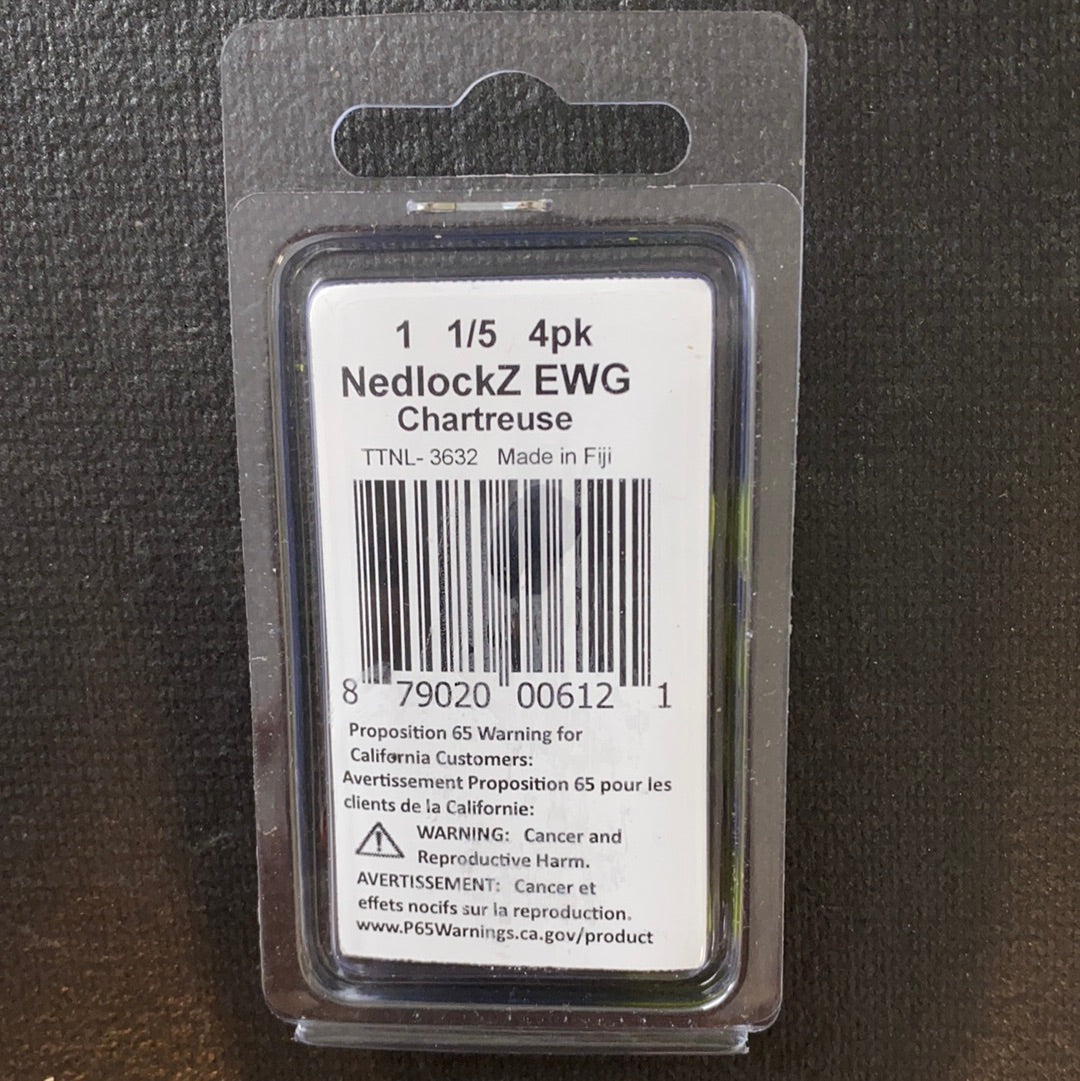 1 1/5 4pk
NedlockZ EWG
Chartreuse
TTNL- 3632 Made in Fiji
8 79020 00612 1
Proposition 65 Warning for
California Customers:
Avertissement Proposition 65 pour les
clients de la Californie:
WARNING: Cancer and
Reproductive Harm.
AVERTISSEMENT: Cancer et
effets nocifs sur la reproduction.
www.P65Warnings.ca.gov/product